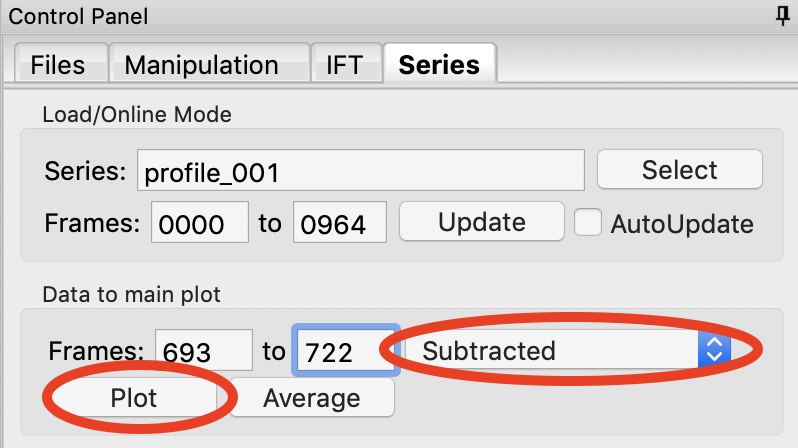 Control Panel
Files Manipulation IFT Series
Load/Online Mode
Series: profile_001 Select
Frames: 0000 to 0964 Update AutoUpdate
Data to main plot
Frames: 693 to 722 Subtracted
Plot Average